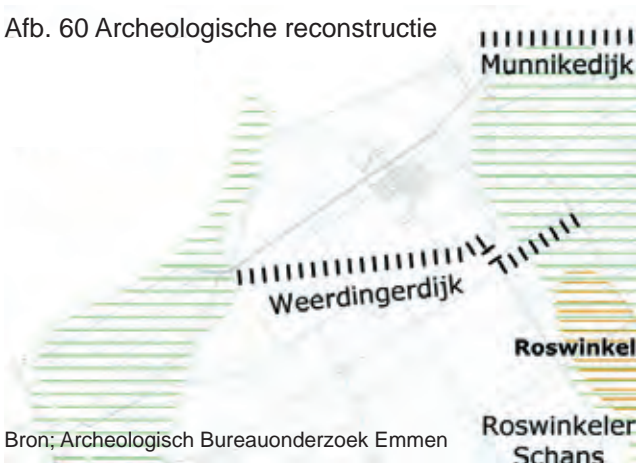 Afb. 60 Archeologische reconstructie
Munnikedijk
Weerdingerdijk
Roswinkel
Roswinkeler
Schans
Bron; Archeologisch Bureauonderzoek Emmen